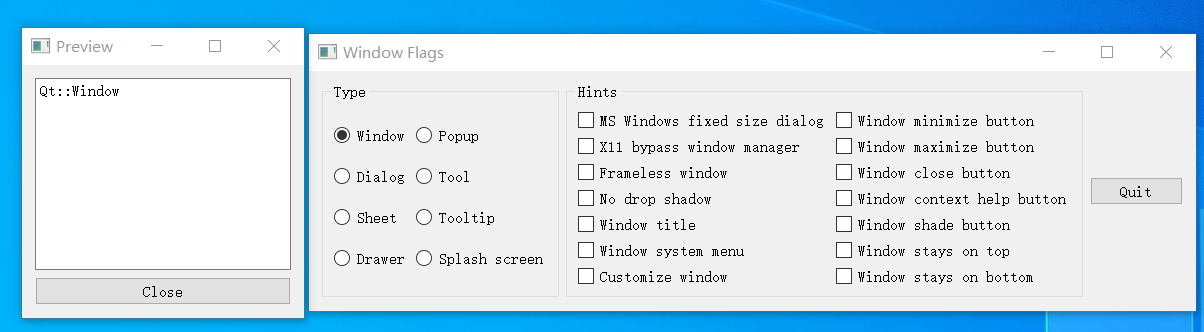 Preview
Qt::Window
Close
Window Flags
Type
Window
Popup
Dialog
Tool
Sheet
Tooltip
Drawer
Splash screen
Hints
MS Windows fixed size dialog
X11 bypass window manager
Frameless window
No drop shadow
Window title
Window system menu
Customize window
Window minimize button
Window maximize button
Window close button
Window context help button
Window shade button
Window stays on top
Window stays on bottom
Quit